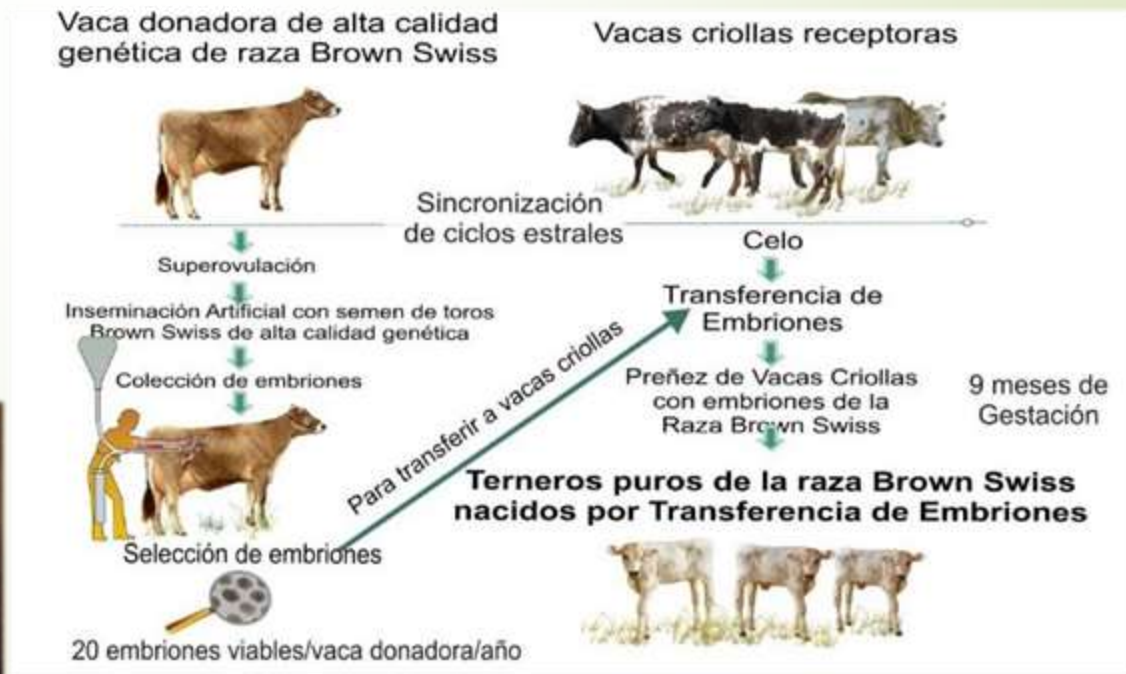 Vaca donadora de alta calidad
genética de raza Brown Swiss
Vacas criollas receptoras
Sincronización
de ciclos estrales
Superovulación
Inseminación Artificial con semen de toros
Brown Swiss de alta calidad genética
Colección de embriones
Selección de embriones
20 embriones viables/vaca donadora/año
Para transferir a vacas criollas
Celo
Transferencia de
Embriones
Preñez de Vacas Criollas
con embriones de la
Raza Brown Swiss
9 meses de
Gestación
Terneros puros de la raza Brown Swiss
nacidos por Transferencia de Embriones